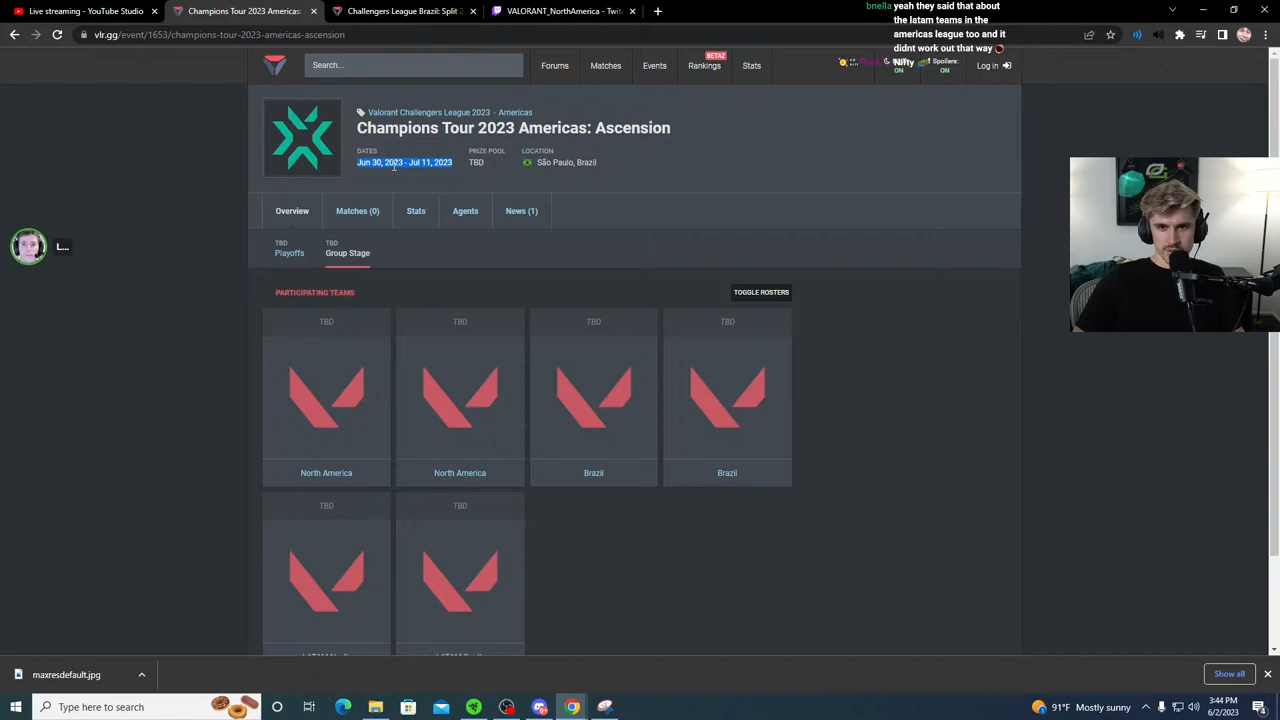 Live streaming - YouTube Studio
Champions Tour 2023 Americas:
Challengers League Brazil: Split 2
VALORANT_NorthAmerica - Twitc
vlr.gg/event/1653/champions-tour-2023-americas-ascension
bnella yeah they said that about
the latam teams in the
americas league too and it
didnt work out that way
Nifty
Search...
Forums
Matches
Events
BETA2
Rankings
Stats
ON
Spoilers:
ON
Log in
Valorant Challengers League 2023 - Americas
Champions Tour 2023 Americas: Ascension
DATES
Jun 30, 2023 - Jul 11, 2023
PRIZE POOL
TBD
LOCATION
São Paulo, Brazil
Overview
Matches (0)
Stats
Agents
News (1)
L...
TBD
Playoffs
TBD
Group Stage
PARTICIPATING TEAMS
TOGGLE ROSTERS
TBD
TBD
TBD
TBD
North America
North America
Brazil
Brazil
TBD
TBD
maxresdefault.jpg
Show all
Type here to search
91°F Mostly sunny
3:44 PM
6/2/2023